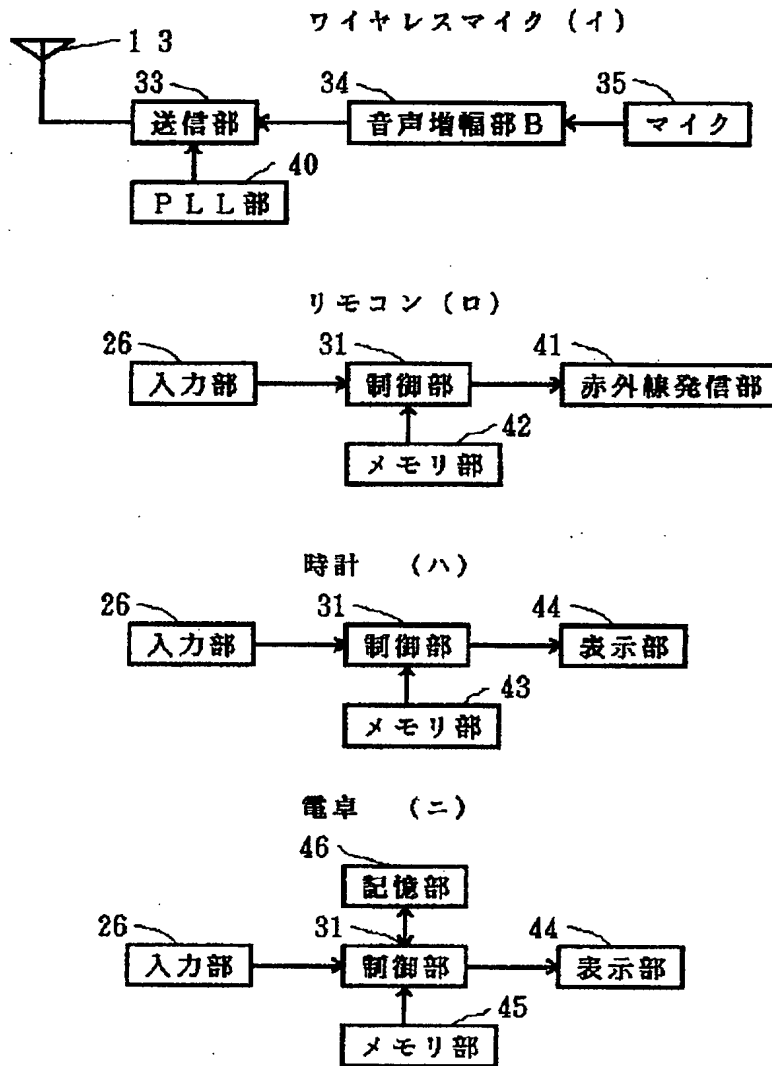 ワイヤレスマイク（イ）
13
33 34 35
送信部 音声増幅部B マイク
40
PLL部
リモコン（ロ）
26 31 41
入力部 制御部 赤外線発信部
42
メモリ部
時計 （ハ）
26 31 44
入力部 制御部 表示部
43
メモリ部
電卓 （ニ）
46
記憶部
26 31 44
入力部 制御部 表示部
45
メモリ部